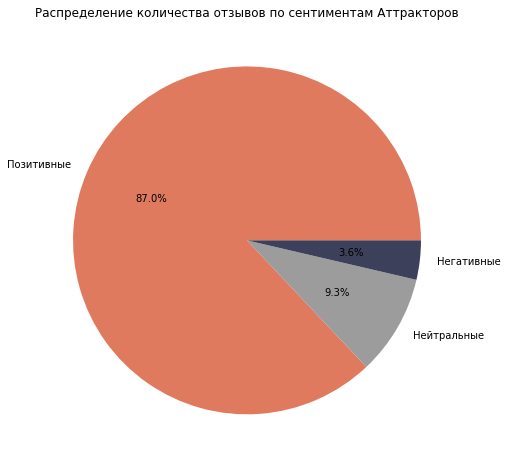 Распределение количества отзывов по сентиментам Аттракторов
Позитивные
87.0%
3.6%
Негативные
9.3%
Нейтральные